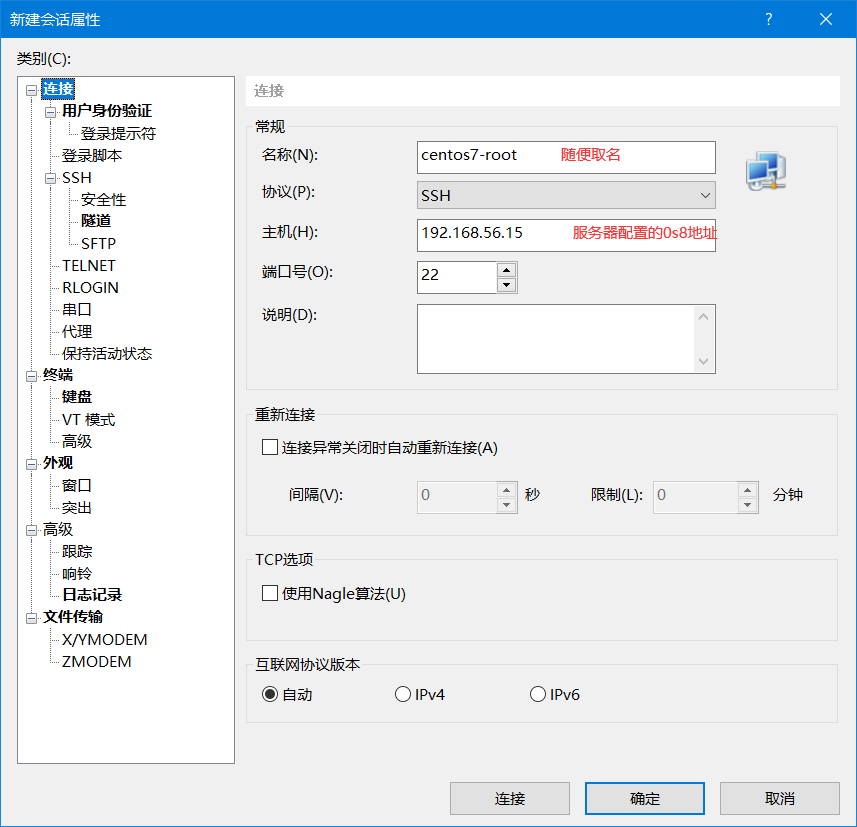 新建会话属性
?
类别(C):
连接
用户身份验证
登录提示符
登录脚本
SSH
安全性
隧道
SFTP
TELNET
RLOGIN
串口
代理
保持活动状态
终端
键盘
VT 模式
高级
外观
窗口
突出
高级
跟踪
响铃
日志记录
文件传输
X/YMODEM
ZMODEM
连接
常规
名称(N): centos7-root 随便取名
协议(P): SSH
主机(H): 192.168.56.15 服务器配置的0s8地址
端口号(O): 22
说明(D):
重新连接
连接异常关闭时自动重新连接(A)
间隔(V): 0 秒 限制(L): 0 分钟
TCP选项
使用Nagle算法(U)
互联网协议版本
自动 IPv4 IPv6
连接 确定 取消